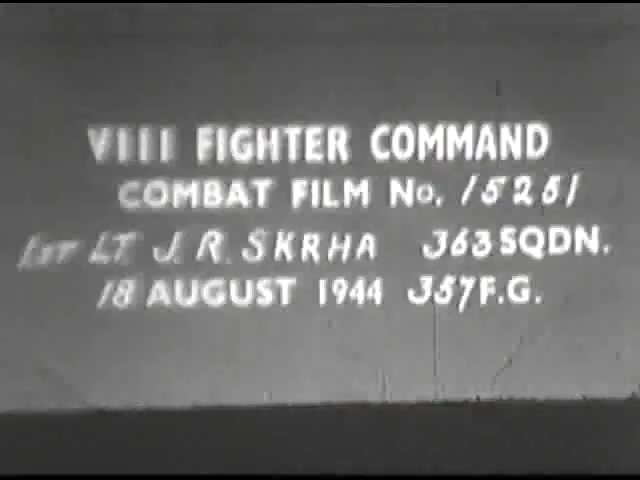 VIII FIGHTER COMMAND
COMBAT FILM No. 15251
1ST LT. J. R. SKRHA 363 SQDN.
18 AUGUST 1944 357 F.G.